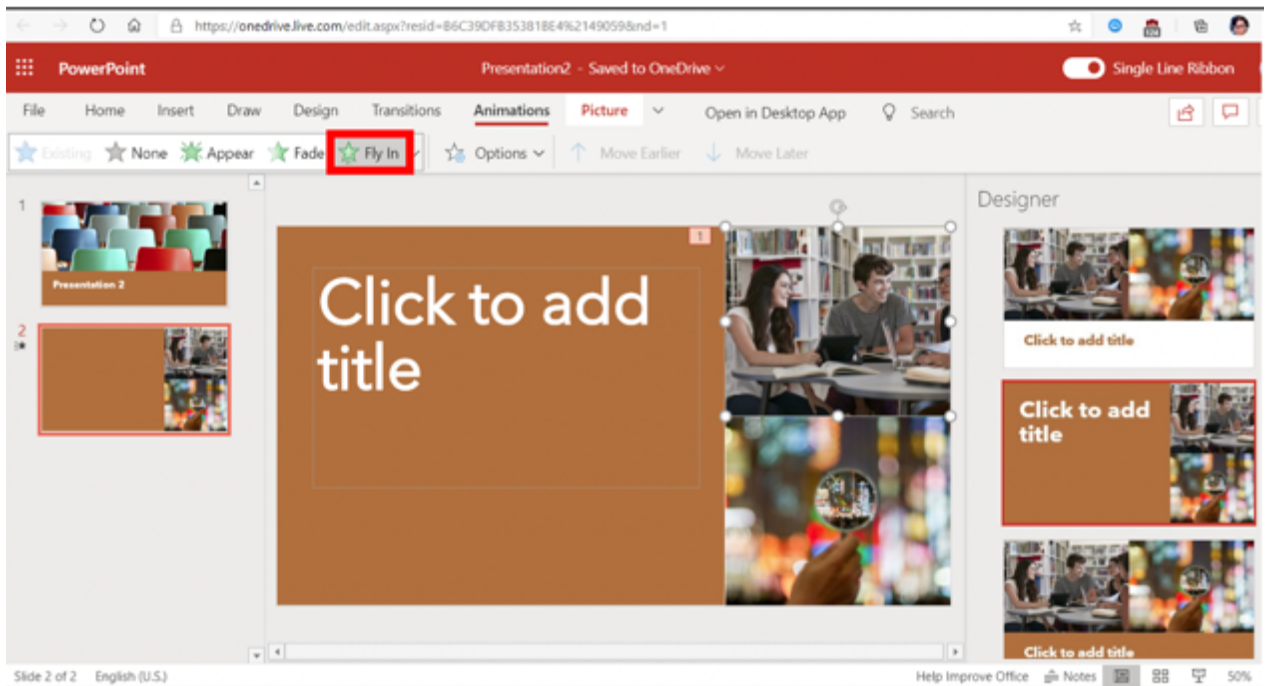 https://onedrive.live.com/edit.aspx?resid=B6C39DFB353818E4%2149059&nd=1
PowerPoint
Presentation2 - Saved to OneDrive
Single Line Ribbon
File Home Insert Draw Design Transitions Animations Picture Open in Desktop App Search
Existing None Appear Fade Fly In Options Move Earlier Move Later
Designer
1
Presentation 2
2
1
Click to add
title
Click to add title
Click to add
title
Click to add title
Slide 2 of 2 English (U.S.) Help Improve Office Notes 50%